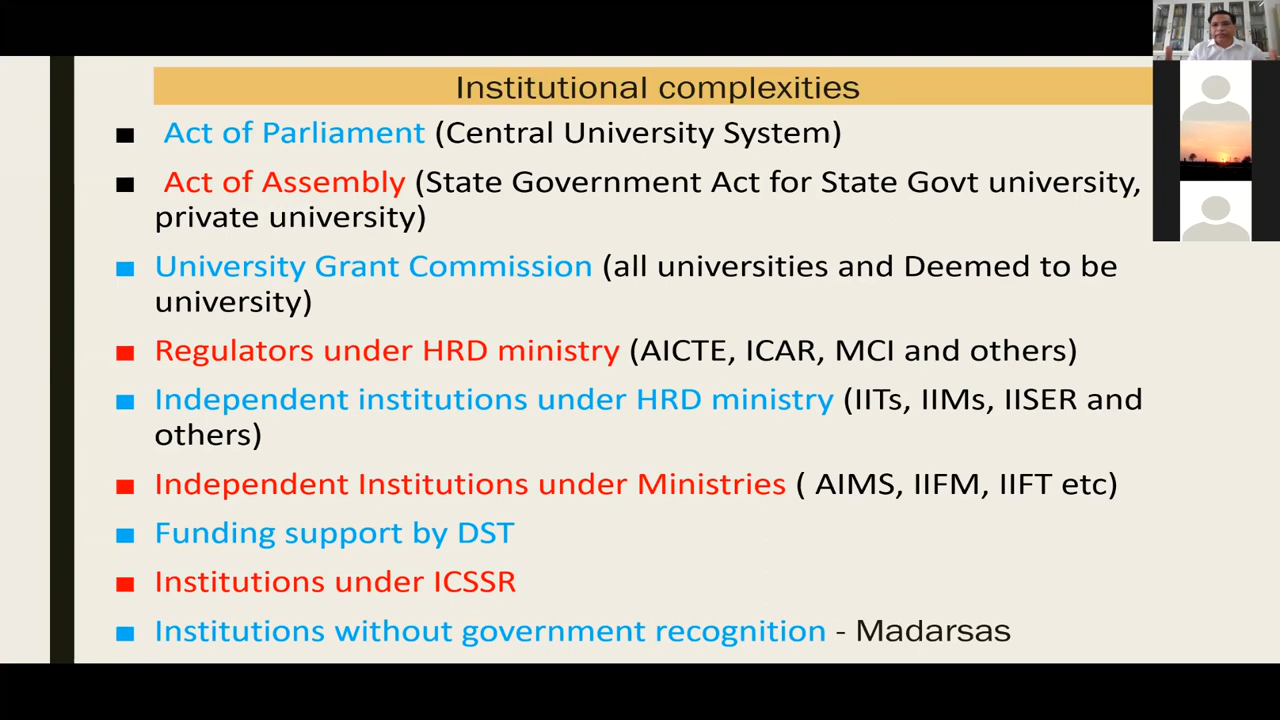 Institutional complexities
Act of Parliament (Central University System)
Act of Assembly (State Government Act for State Govt university,
private university)
University Grant Commission (all universities and Deemed to be
university)
Regulators under HRD ministry (AICTE, ICAR, MCI and others)
Independent institutions under HRD ministry (IITs, IIMs, IISER and
others)
Independent Institutions under Ministries ( AIMS, IIFM, IIFT etc)
Funding support by DST
Institutions under ICSSR
Institutions without government recognition - Madarsas